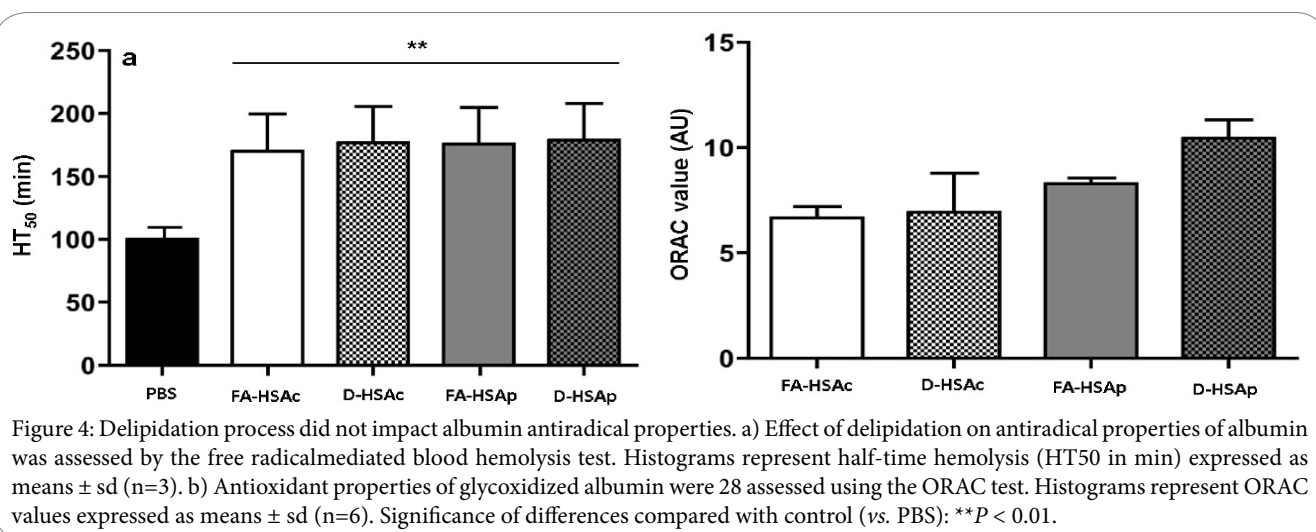 a
**
250
200
150
100
50
0
HT50 (min)
PBS
FA-HSAc
D-HSAc
FA-HSAp
D-HSAp
15
10
5
0
ORAC value (AU)
FA-HSAc
D-HSAc
FA-HSAp
D-HSAp
Figure 4: Delipidation process did not impact albumin antiradical properties. a) Effect of delipidation on antiradical properties of albumin
was assessed by the free radicalmediated blood hemolysis test. Histograms represent half-time hemolysis (HT50 in min) expressed as
means ± sd (n=3). b) Antioxidant properties of glycoxidized albumin were 28 assessed using the ORAC test. Histograms represent ORAC
values expressed as means ± sd (n=6). Significance of differences compared with control (vs. PBS): **P < 0.01.